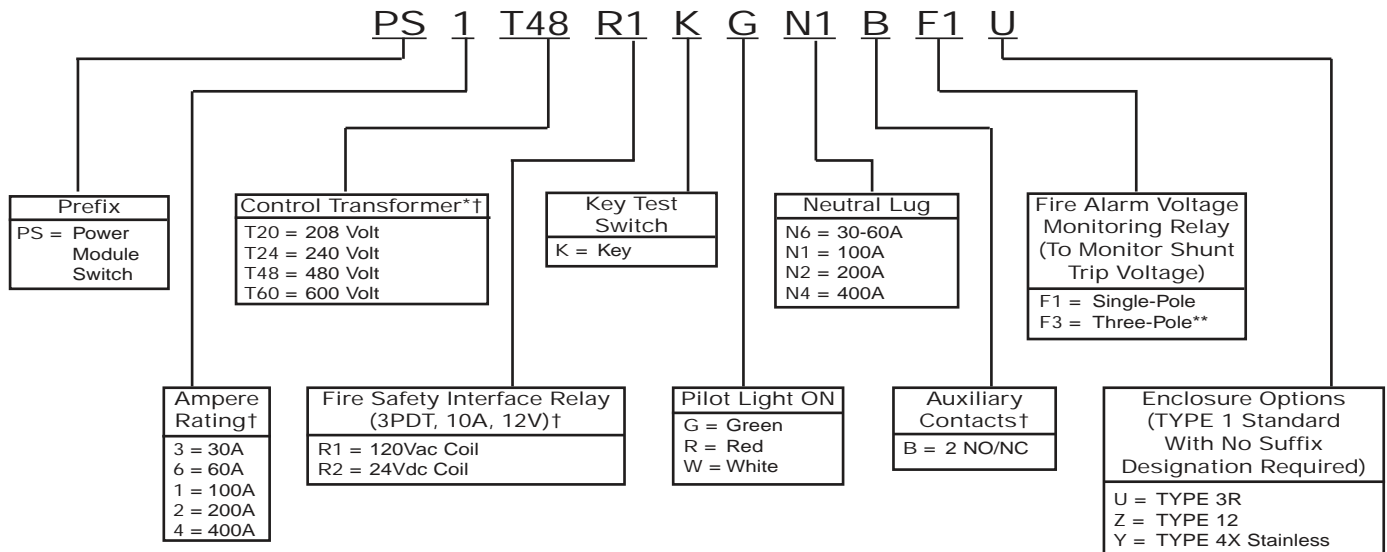 PS 1 T48 R1 K G N1 B F1 U
Prefix
PS = Power
Module
Switch
Control Transformer*†
T20 = 208 Volt
T24 = 240 Volt
T48 = 480 Volt
T60 = 600 Volt
Key Test
Switch
K = Key
Neutral Lug
N6 = 30-60A
N1 = 100A
N2 = 200A
N4 = 400A
Fire Alarm Voltage
Monitoring Relay
(To Monitor Shunt
Trip Voltage)
F1 = Single-Pole
F3 = Three-Pole**
Ampere
Rating†
3 = 30A
6 = 60A
1 = 100A
2 = 200A
4 = 400A
Fire Safety Interface Relay
(3PDT, 10A, 12V)†
R1 = 120Vac Coil
R2 = 24Vdc Coil
Pilot Light ON
G = Green
R = Red
W = White
Auxiliary
Contacts†
B = 2 NO/NC
Enclosure Options
(TYPE 1 Standard
With No Suffix
Designation Required)
U = TYPE 3R
Z = TYPE 12
Y = TYPE 4X Stainless